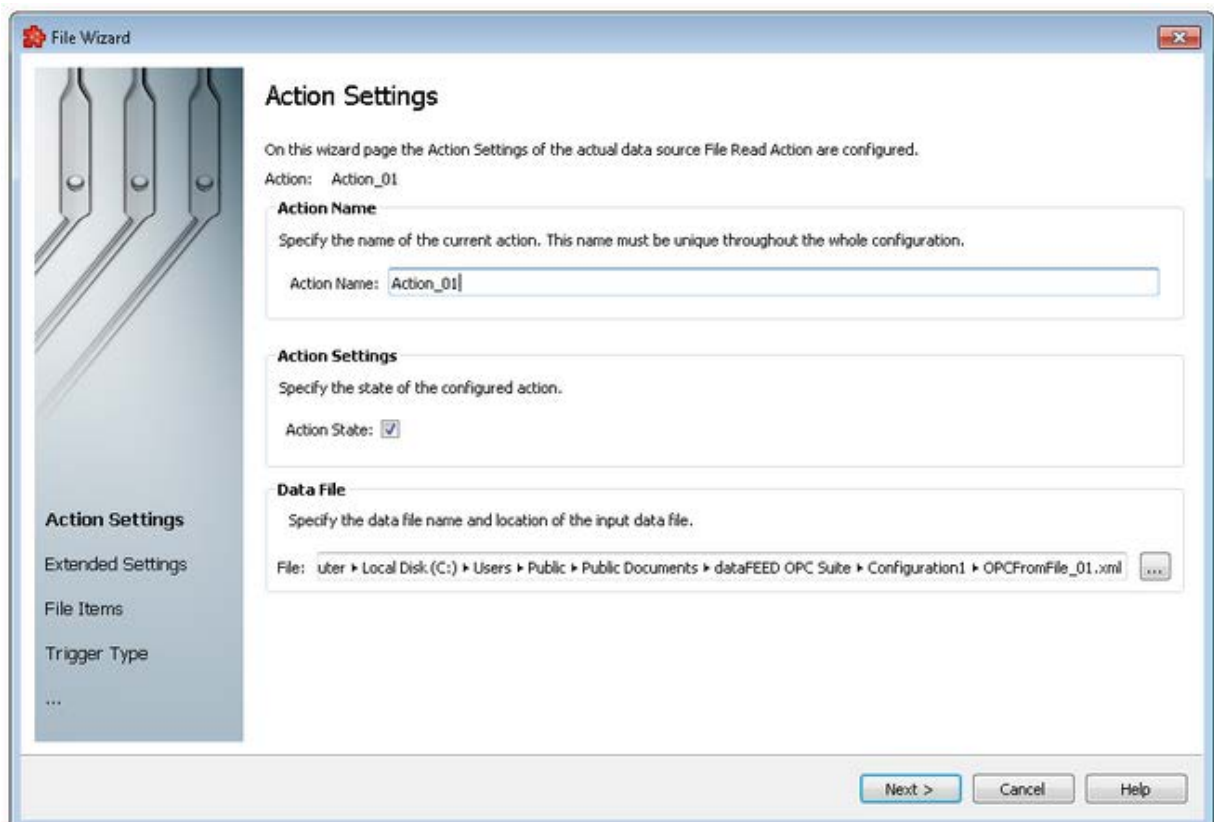 File Wizard
Action Settings
On this wizard page the Action Settings of the actual data source File Read Action are configured.
Action: Action_01
Action Name
Specify the name of the current action. This name must be unique throughout the whole configuration.
Action Name: Action_01
Action Settings
Specify the state of the configured action.
Action State:
Data File
Specify the data file name and location of the input data file.
File: uter ▸ Local Disk (C:) ▸ Users ▸ Public ▸ Public Documents ▸ dataFEED OPC Suite ▸ Configuration1 ▸ OPCFromFile_01.xml ...
Action Settings
Extended Settings
File Items
Trigger Type
...
Next > Cancel Help